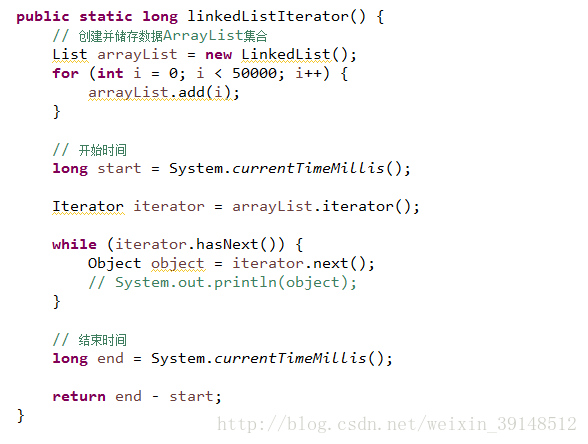 public static long linkedListIterator() {
// 创建并储存数据ArrayList集合
List arrayList = new LinkedList();
for (int i = 0; i < 50000; i++) {
arrayList.add(i);
}
// 开始时间
long start = System.currentTimeMillis();
Iterator iterator = arrayList.iterator();
while (iterator.hasNext()) {
Object object = iterator.next();
// System.out.println(object);
}
// 结束时间
long end = System.currentTimeMillis();
return end - start;
}
http://blog.csdn.net/weixin_39148512